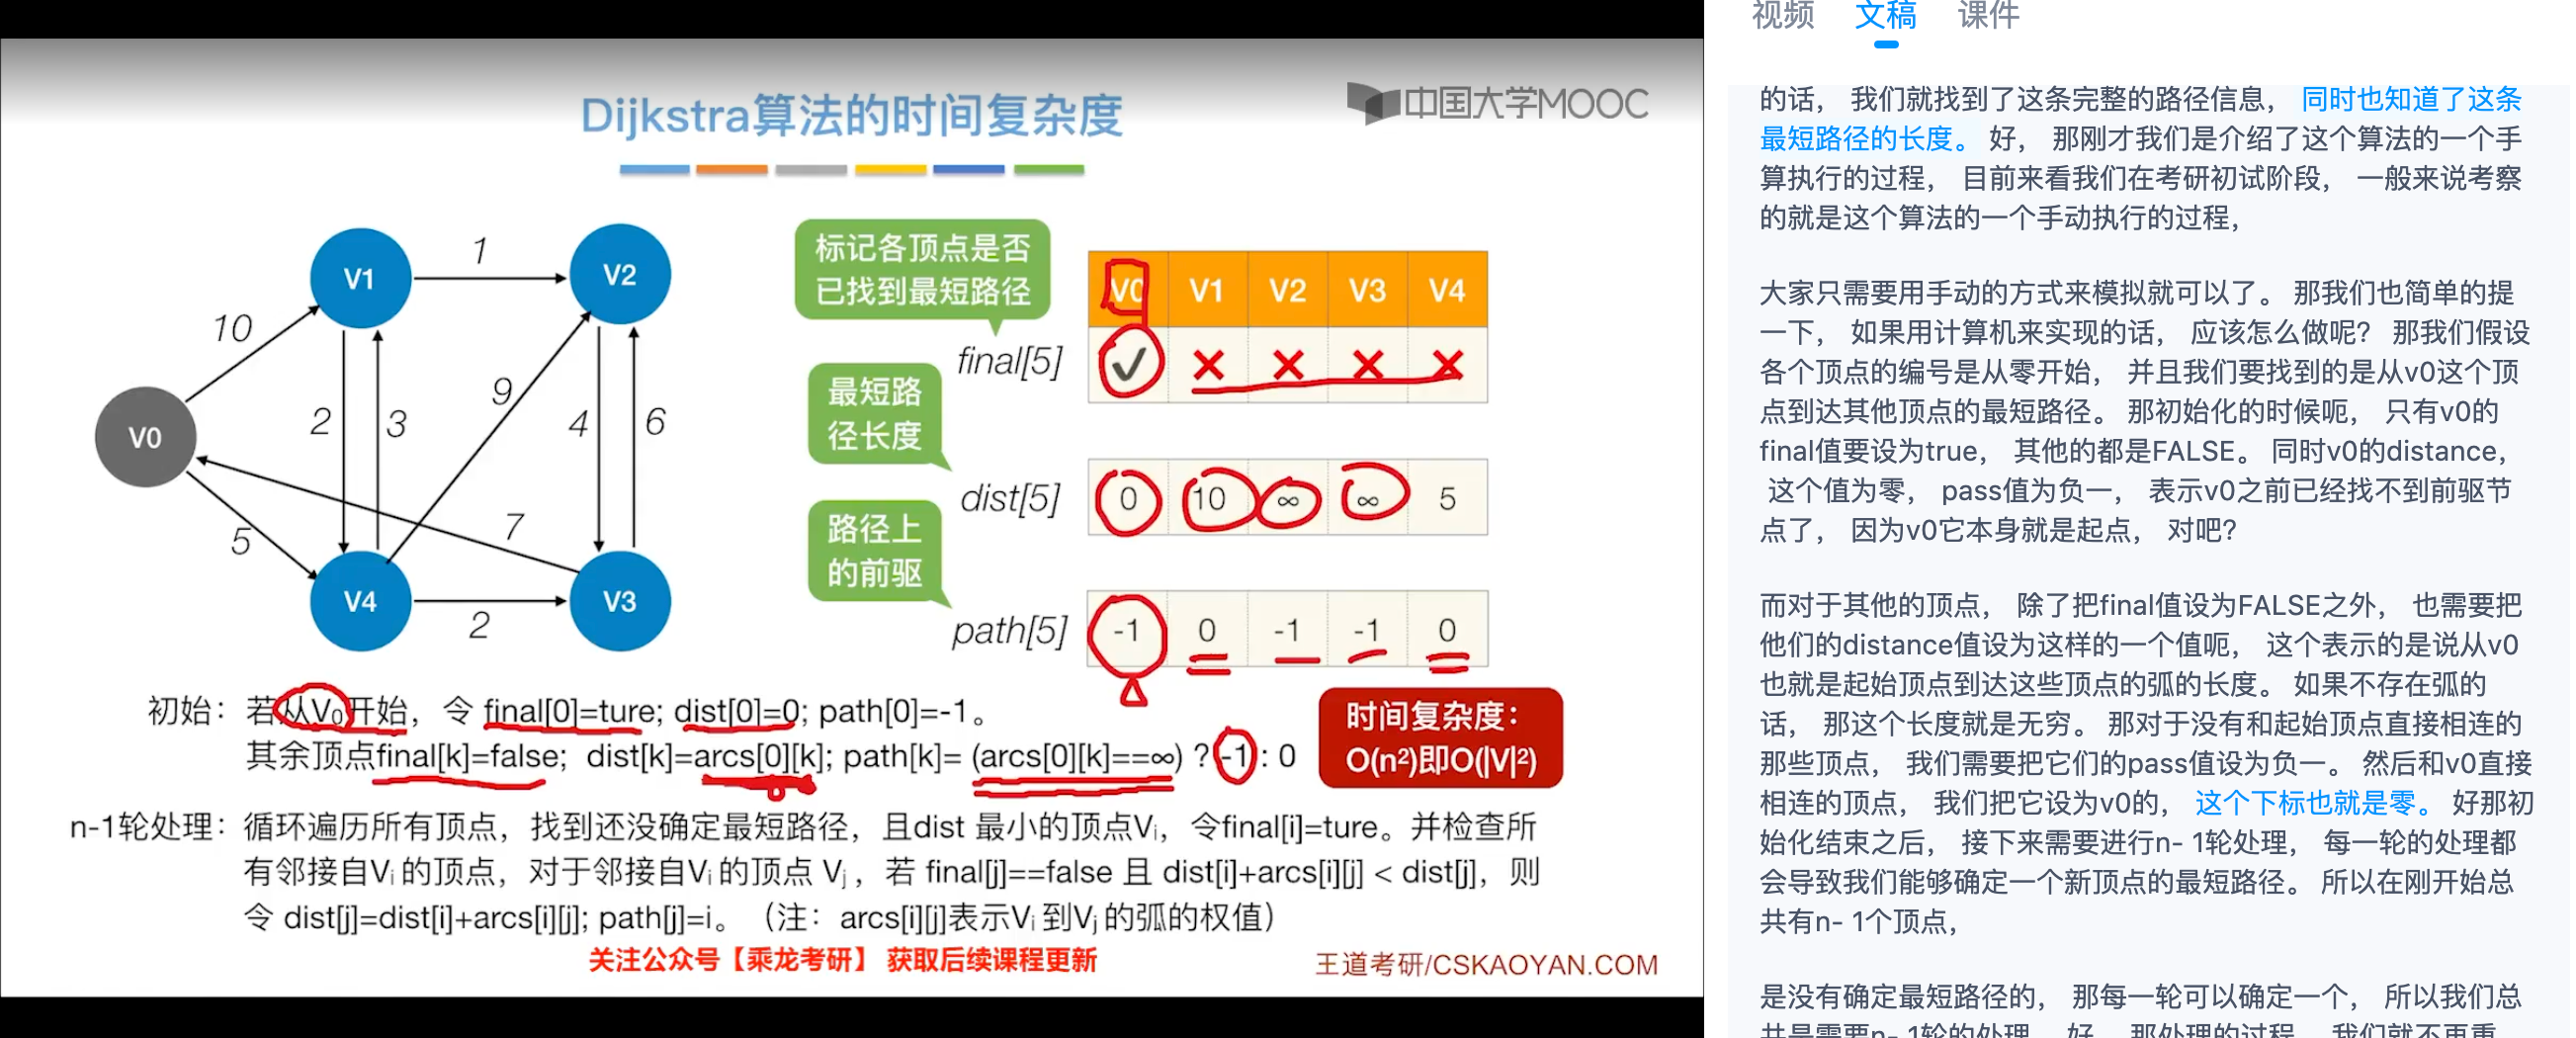 Dijkstra算法的时间复杂度
中国大学MOOC
V0
V1
V2
V3
V4
10
1
2
3
9
4
6
5
7
2
标记各顶点是否
已找到最短路径
V0 V1 V2 V3 V4
final[5] ✓ × × × ×
最短路
径长度
dist[5] 0 10 ∞ ∞ 5
路径上
的前驱
path[5] -1 0 -1 -1 0
初始：若从V₀开始，令 final[0]=ture; dist[0]=0; path[0]=-1。
其余顶点final[k]=false; dist[k]=arcs[0][k]; path[k]= (arcs[0][k]==∞) ? -1 : 0
时间复杂度：
O(n²)即O(|V|²)
n-1轮处理：循环遍历所有顶点，找到还没确定最短路径，且dist 最小的顶点Vᵢ，令final[i]=ture。并检查所
有邻接自Vᵢ 的顶点，对于邻接自Vᵢ 的顶点 Vⱼ ，若 final[j]==false 且 dist[i]+arcs[i][j] < dist[j]，则
令 dist[j]=dist[i]+arcs[i][j]; path[j]=i。（注：arcs[i][j]表示Vᵢ 到Vⱼ 的弧的权值）
关注公众号【乘龙考研】 获取后续课程更新
王道考研/CSKAOYAN.COM
视频 文稿 课件
的话， 我们就找到了这条完整的路径信息， 同时也知道了这条
最短路径的长度。 好， 那刚才我们是介绍了这个算法的一个手
算执行的过程， 目前来看我们在考研初试阶段， 一般来说考察
的就是这个算法的一个手动执行的过程，
大家只需要用手动的方式来模拟就可以了。 那我们也简单的提
一下， 如果用计算机来实现的话， 应该怎么做呢？ 那我们假设
各个顶点的编号是从零开始， 并且我们要找到的是从v0这个顶
点到达其他顶点的最短路径。 那初始化的时候呃， 只有v0的
final值要设为true， 其他的都是FALSE。 同时v0的distance，
这个值为零， pass值为负一， 表示v0之前已经找不到前驱节
点了， 因为v0它本身就是起点， 对吧？
而对于其他的顶点， 除了把final值设为FALSE之外， 也需要把
他们的distance值设为这样的一个值呃， 这个表示的是说从v0
也就是起始顶点到达这些顶点的弧的长度。 如果不存在弧的
话， 那这个长度就是无穷。 那对于没有和起始顶点直接相连的
那些顶点， 我们需要把它们的pass值设为负一。 然后和v0直接
相连的顶点， 我们把它设为v0的， 这个下标也就是零。 好那初
始化结束之后， 接下来需要进行n- 1轮处理， 每一轮的处理都
会导致我们能够确定一个新顶点的最短路径。 所以在刚开始总
共有n- 1个顶点，
是没有确定最短路径的， 那每一轮可以确定一个， 所以我们总
共是需要n- 1轮的处理， 好， 那处理的过程， 我们就不再重